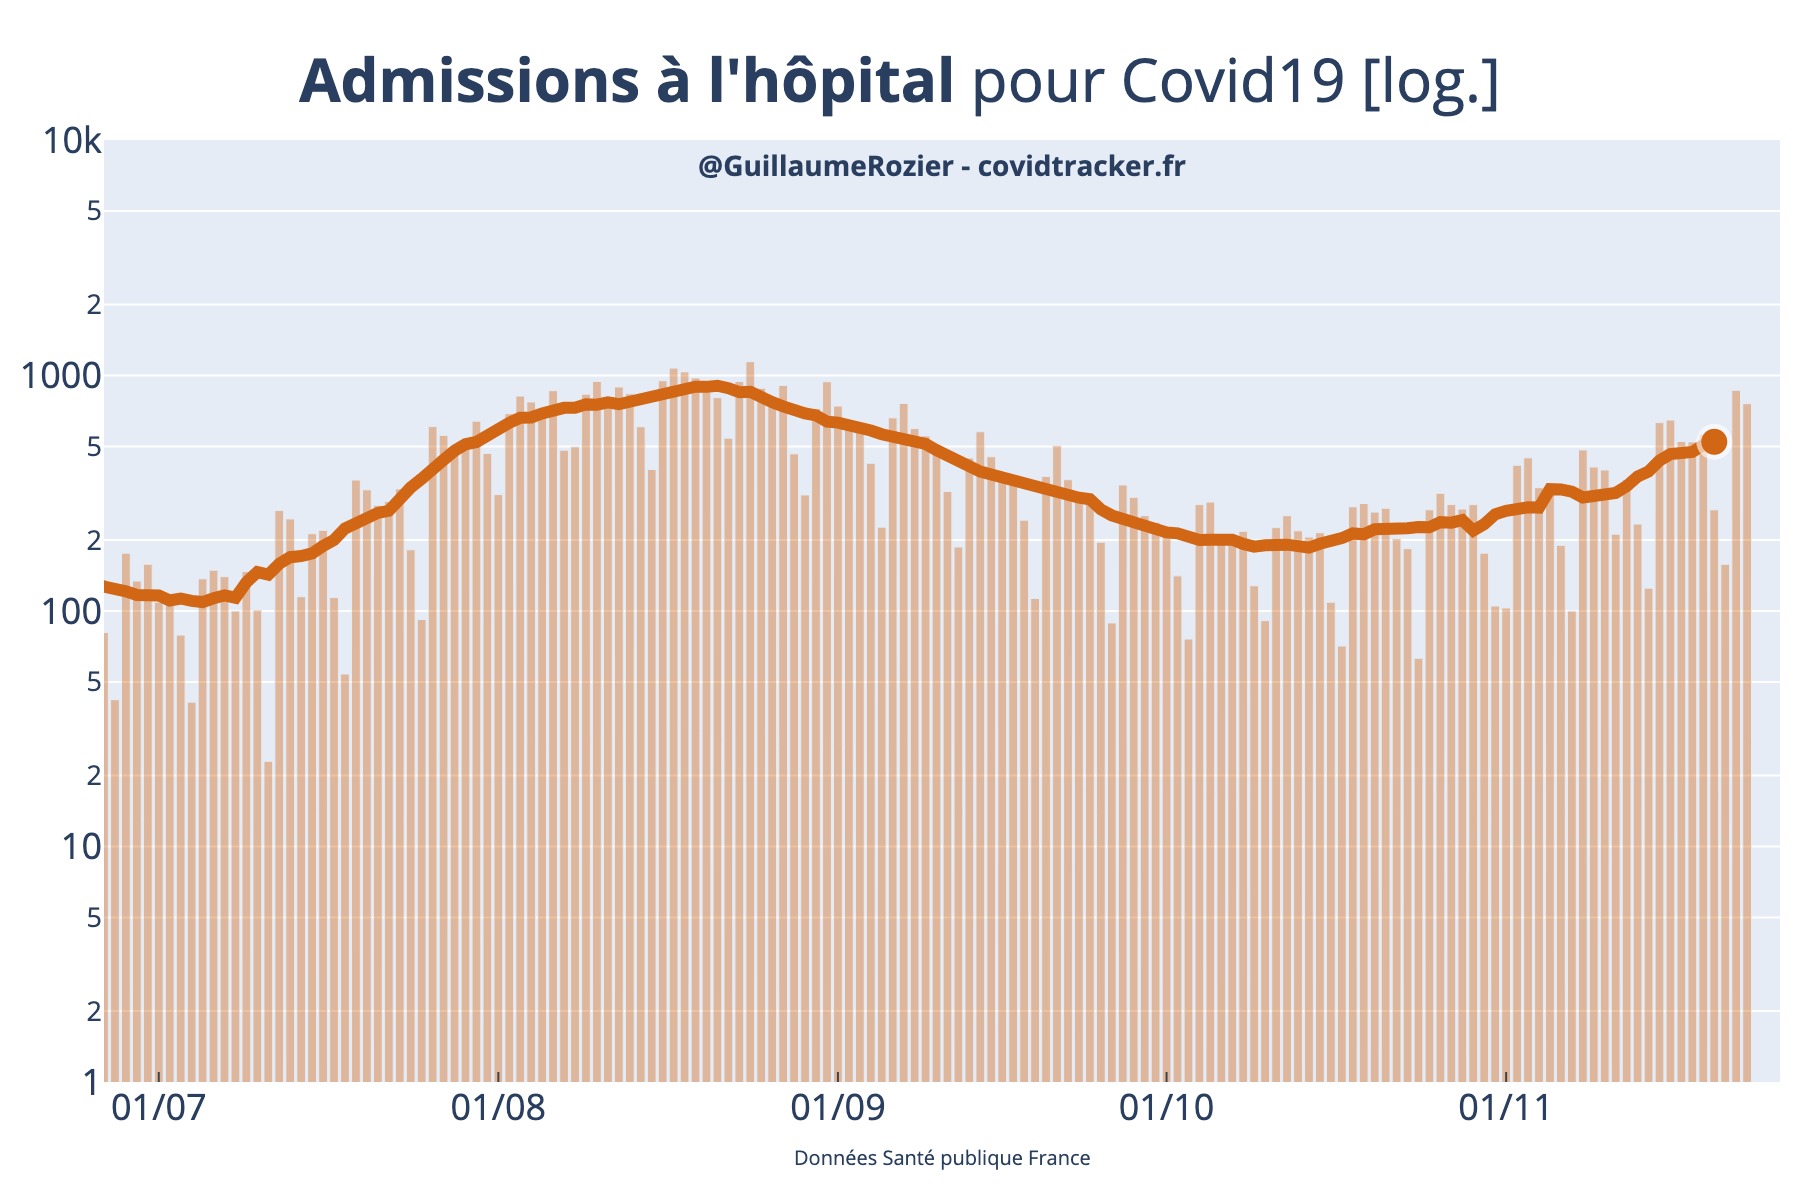 Admissions à l'hôpital pour Covid19 [log.]
@GuillaumeRozier - covidtracker.fr
10k
5
2
1000
5
2
100
5
2
10
5
2
1
01/07 01/08 01/09 01/10 01/11
Données Santé publique France